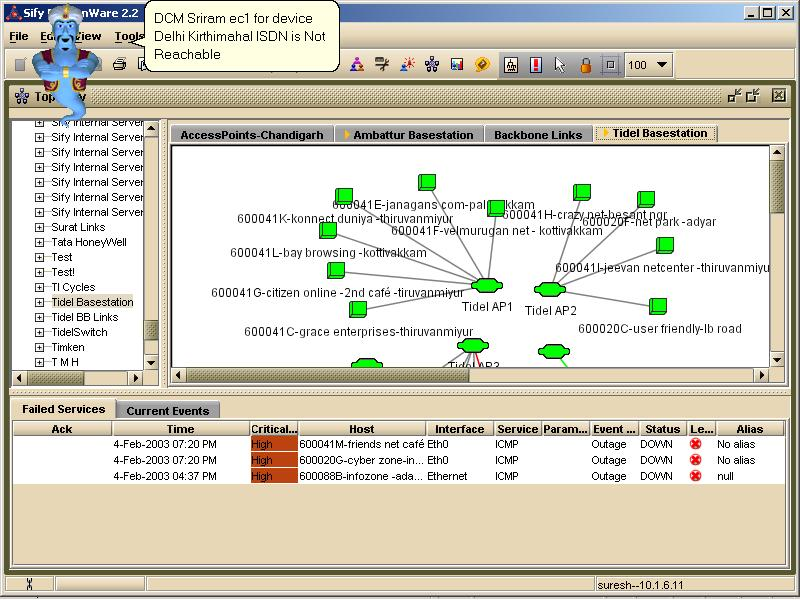 Sify
Ware 2.2
DCM Sriram ec1 for device
Delhi Kirthimahal ISDN is Not
Reachable
File
View
Tools
100
Sify Internal Server
Sify Internal Server
Sify Internal Server
Sify Internal Server
Sify Internal Server
Sify Internal Server
Sify Internal Server
Surat Links
Tata HoneyWell
Test
Test!
TI Cycles
Tidel Basestation
Tidel BB Links
TidelSwitch
Timken
T M H
AccessPoints-Chandigarh
Ambattur Basestation
Backbone Links
Tidel Basestation
600041K-konnect duniya -thiruvanmiyur
600041F-velmurugan net - kottivakkam
600020F-net park -adyar
600041L-bay browsing -kottivakkam
600041I-jeevan netcenter -thiruvanmiyu
600041G-citizen online -2nd café -tiruvanmiyur
Tidel AP1
Tidel AP2
600041C-grace enterprises-thiruvanmiyur
600020C-user friendly-lb road
Failed Services
Current Events
Ack Time Critical... Host Interface Service Param... Event ... Status Le... Alias
4-Feb-2003 07:20 PM High 600041M-friends net café Eth0 ICMP Outage DOWN No alias
4-Feb-2003 07:20 PM High 600020G-cyber zone-in... Eth0 ICMP Outage DOWN No alias
4-Feb-2003 04:37 PM High 600088B-infozone -ada... Ethernet ICMP Outage DOWN null
suresh--10.1.6.11